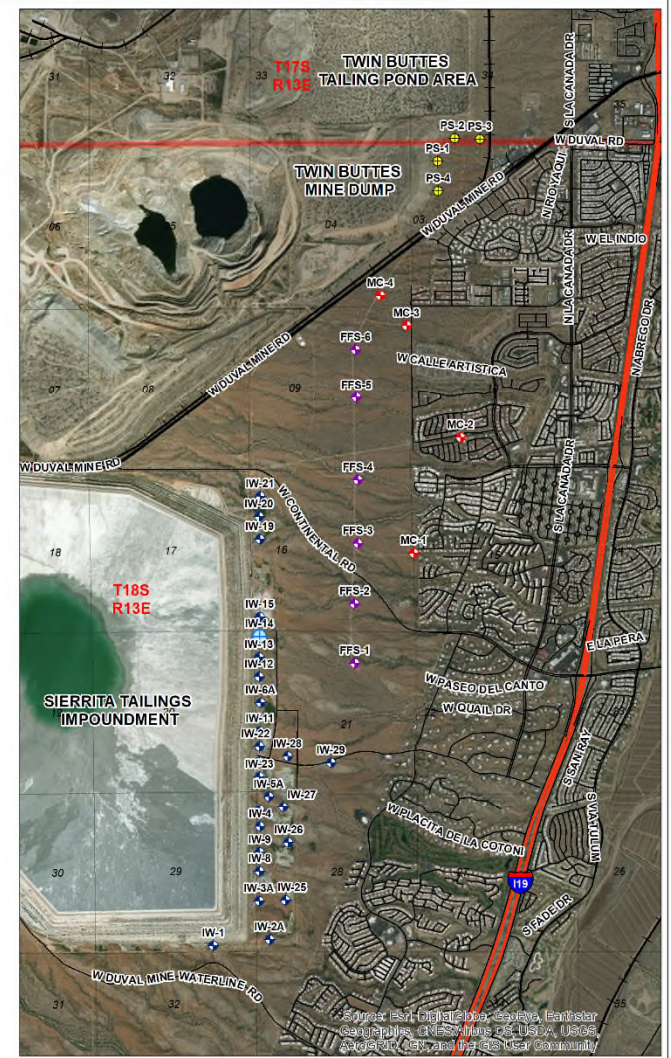 31
32
33
34
35
1
T17S
R13E
TWIN BUTTES
TAILING POND AREA
S LA CANADA DR
PS-2
PS-3
W DUVAL RD
PS-1
TWIN BUTTES
MINE DUMP
PS-4
W DUVAL MINE RD
N RIO YAQUI
06
05
04
03
W EL INDIO
N LA CANADA DR
N ABREGO DR
MC-4
MC-3
FFS-6
W CALLE ARTISTICA
W DUVAL MINE RD
07
08
09
FFS-5
MC-2
W DUVAL MINE RD
FFS-4
S LA CANADA DR
IW-21
IW-20
IW-19
W CONTINENTAL RD
FFS-3
MC-1
18
17
16
T18S
R13E
FFS-2
IW-15
IW-14
IW-13
IW-12
IW-6A
IW-11
FFS-1
E LA PERA
W PASEO DEL CANTO
W QUAIL DR
SIERRITA TAILINGS
IMPOUNDMENT
21
IW-22
IW-28
IW-29
IW-23
IW-5A
IW-27
S SAN RAY
S VIA TULUM
IW-4
IW-26
IW-9
IW-8
W PLACITA DE LA COTONI
30
29
28
26
I19
IW-3A
IW-25
S FADE DR
IW-1
IW-2A
W DUVAL MINE WATERLINE RD
31
32
35
Source: Esri, DigitalGlobe, GeoEye, Earthstar
Geographics, CNES/Airbus DS, USDA, USGS,
AeroGRID, IGN, and the GIS User Community